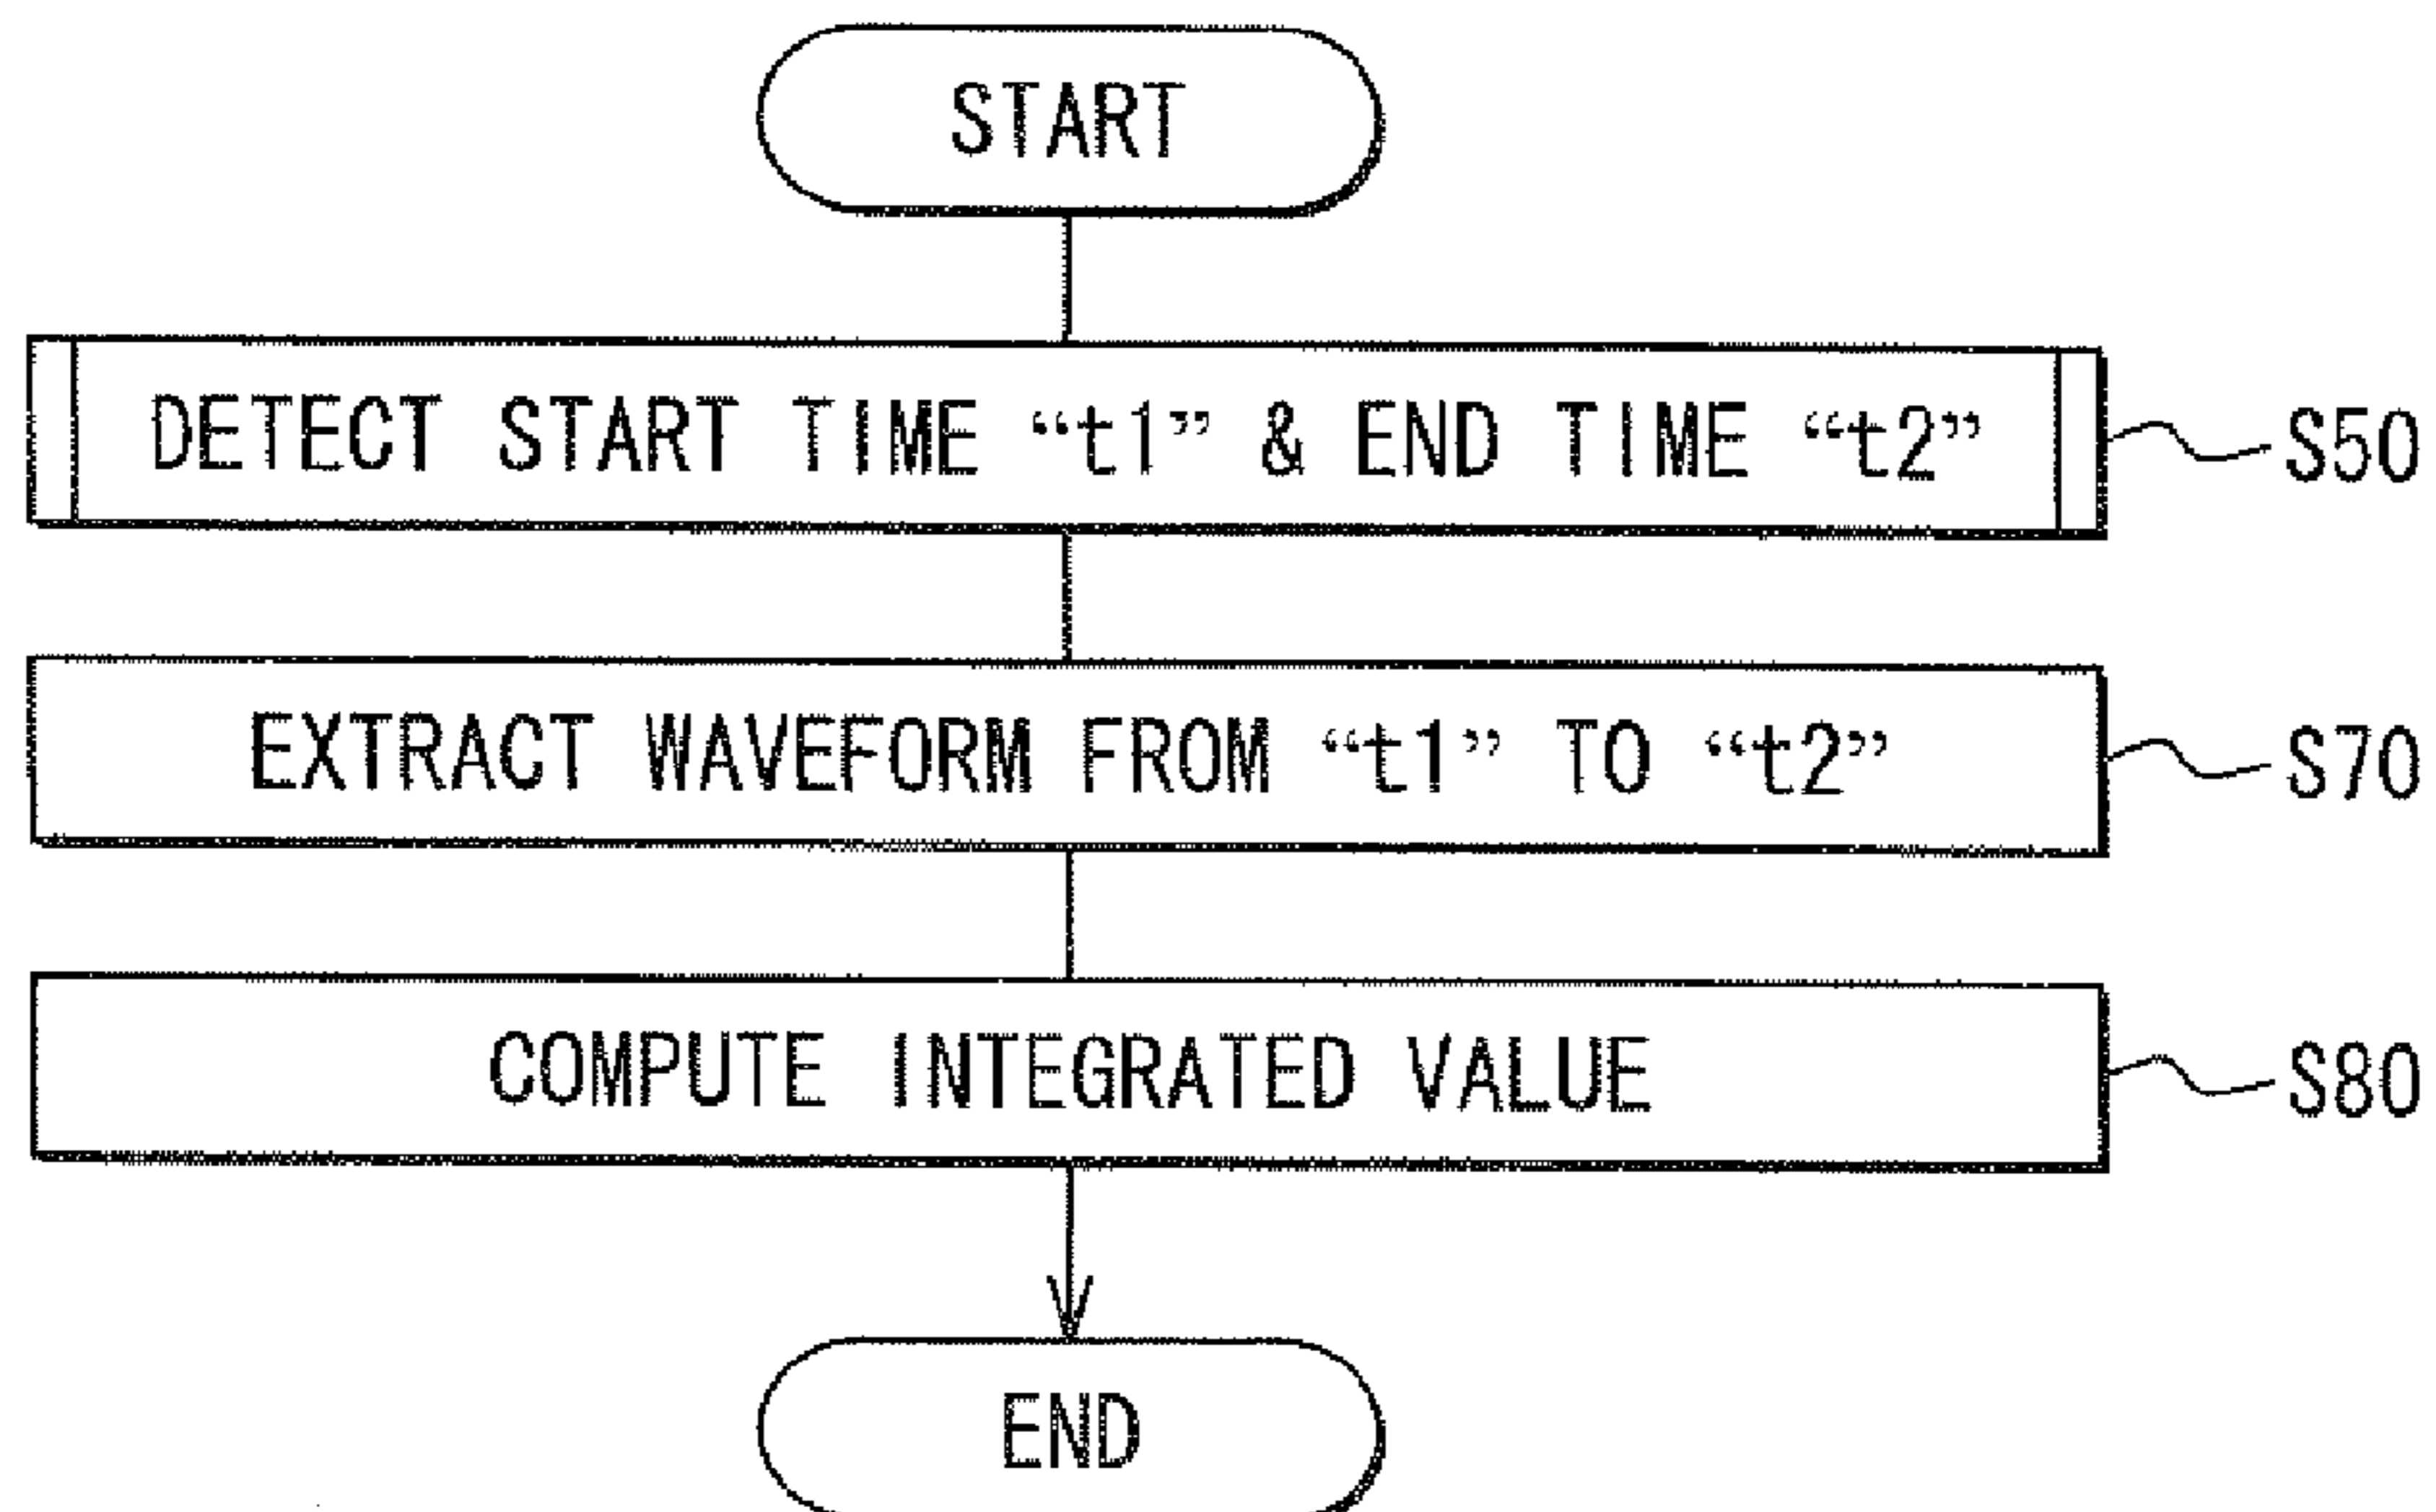 START
DETECT START TIME “t1” & END TIME “t2” S50
EXTRACT WAVEFORM FROM “t1” TO “t2” S70
COMPUTE INTEGRATED VALUE S80
END